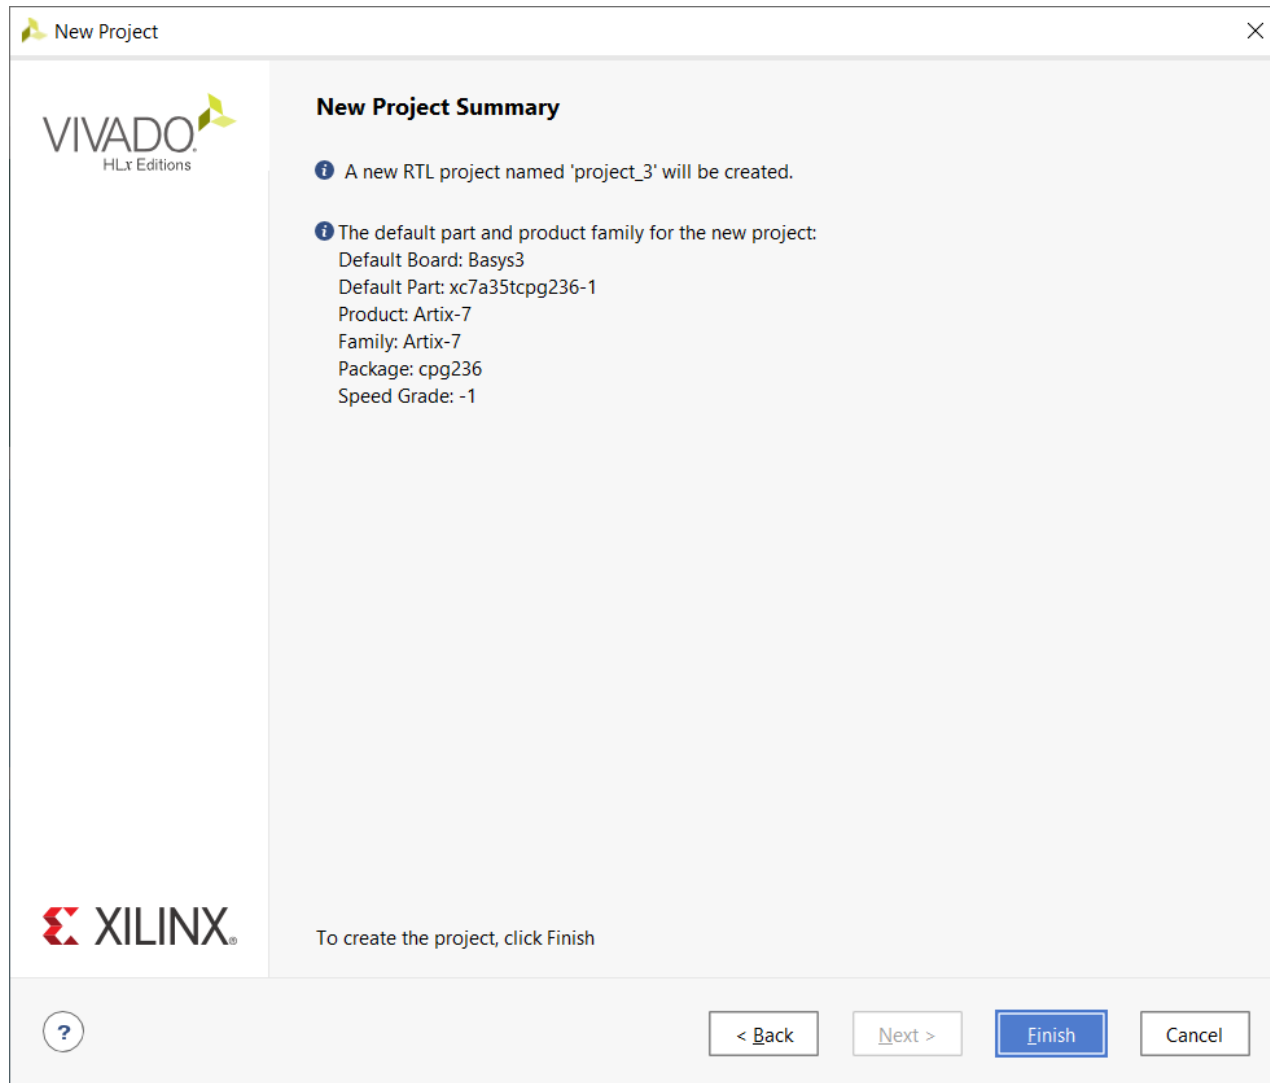 New Project
VIVADO.
HLx Editions
New Project Summary
A new RTL project named 'project_3' will be created.
The default part and product family for the new project:
Default Board: Basys3
Default Part: xc7a35tcpg236-1
Product: Artix-7
Family: Artix-7
Package: cpg236
Speed Grade: -1
XILINX®
To create the project, click Finish
?
< Back
Next >
Finish
Cancel